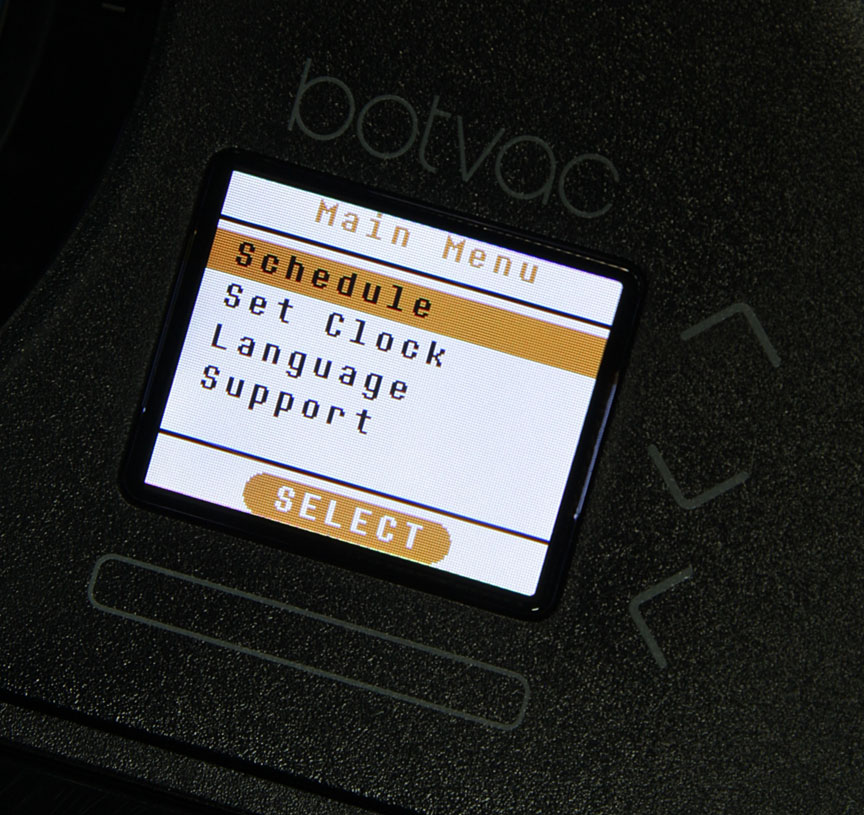 botvac
Main Menu
Schedule
Set Clock
Language
Support
SELECT